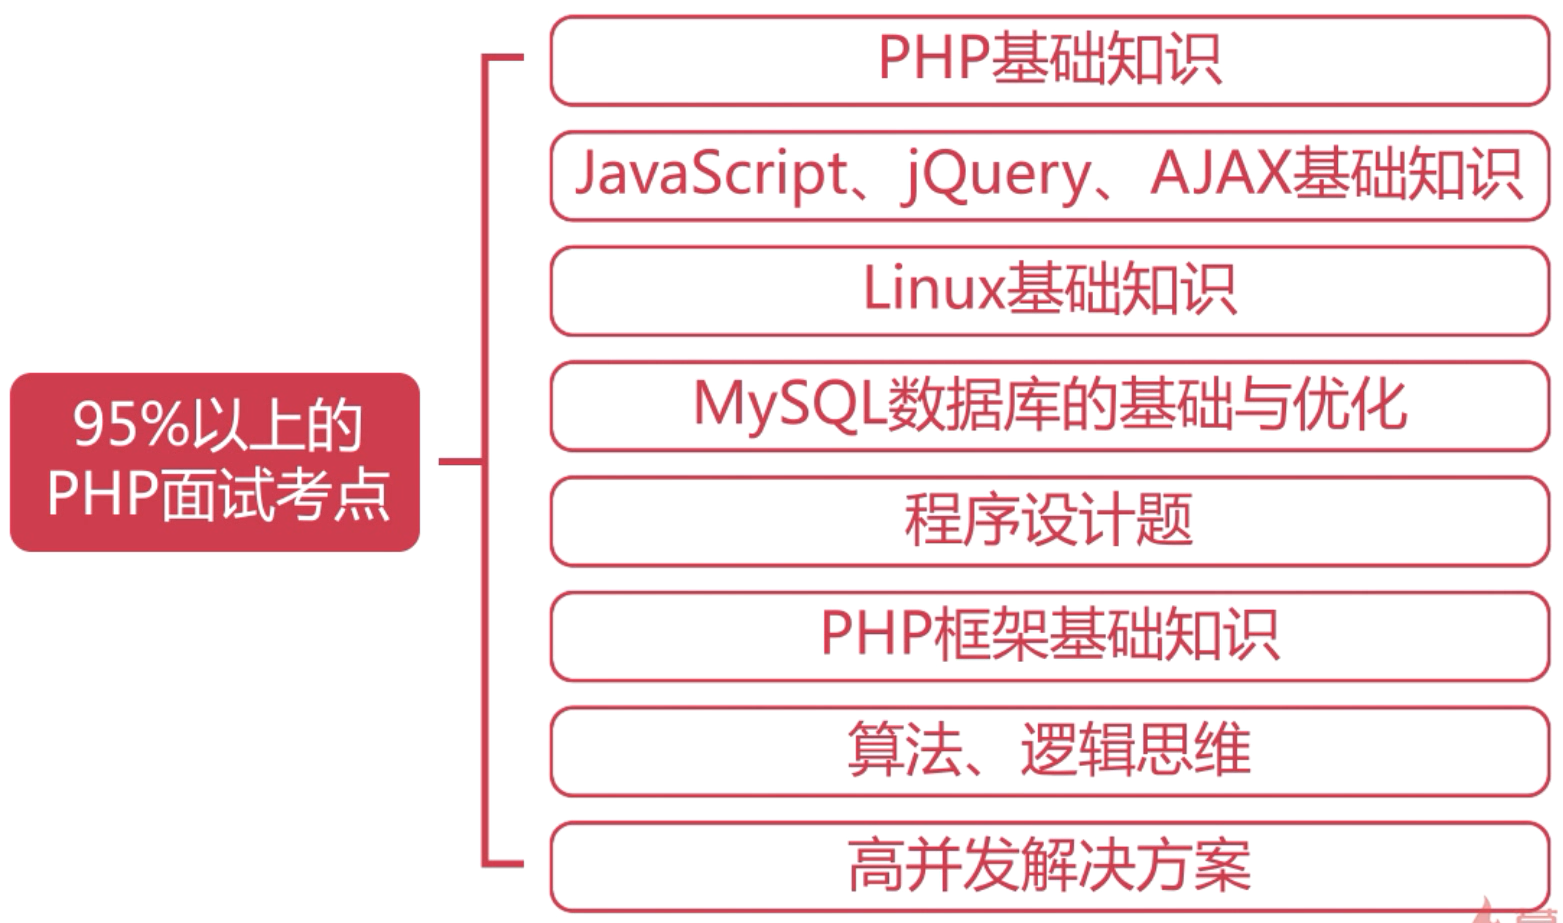 PHP基础知识
JavaScript、jQuery、AJAX基础知识
Linux基础知识
MySQL数据库的基础与优化
95%以上的
PHP面试考点
程序设计题
PHP框架基础知识
算法、逻辑思维
高并发解决方案